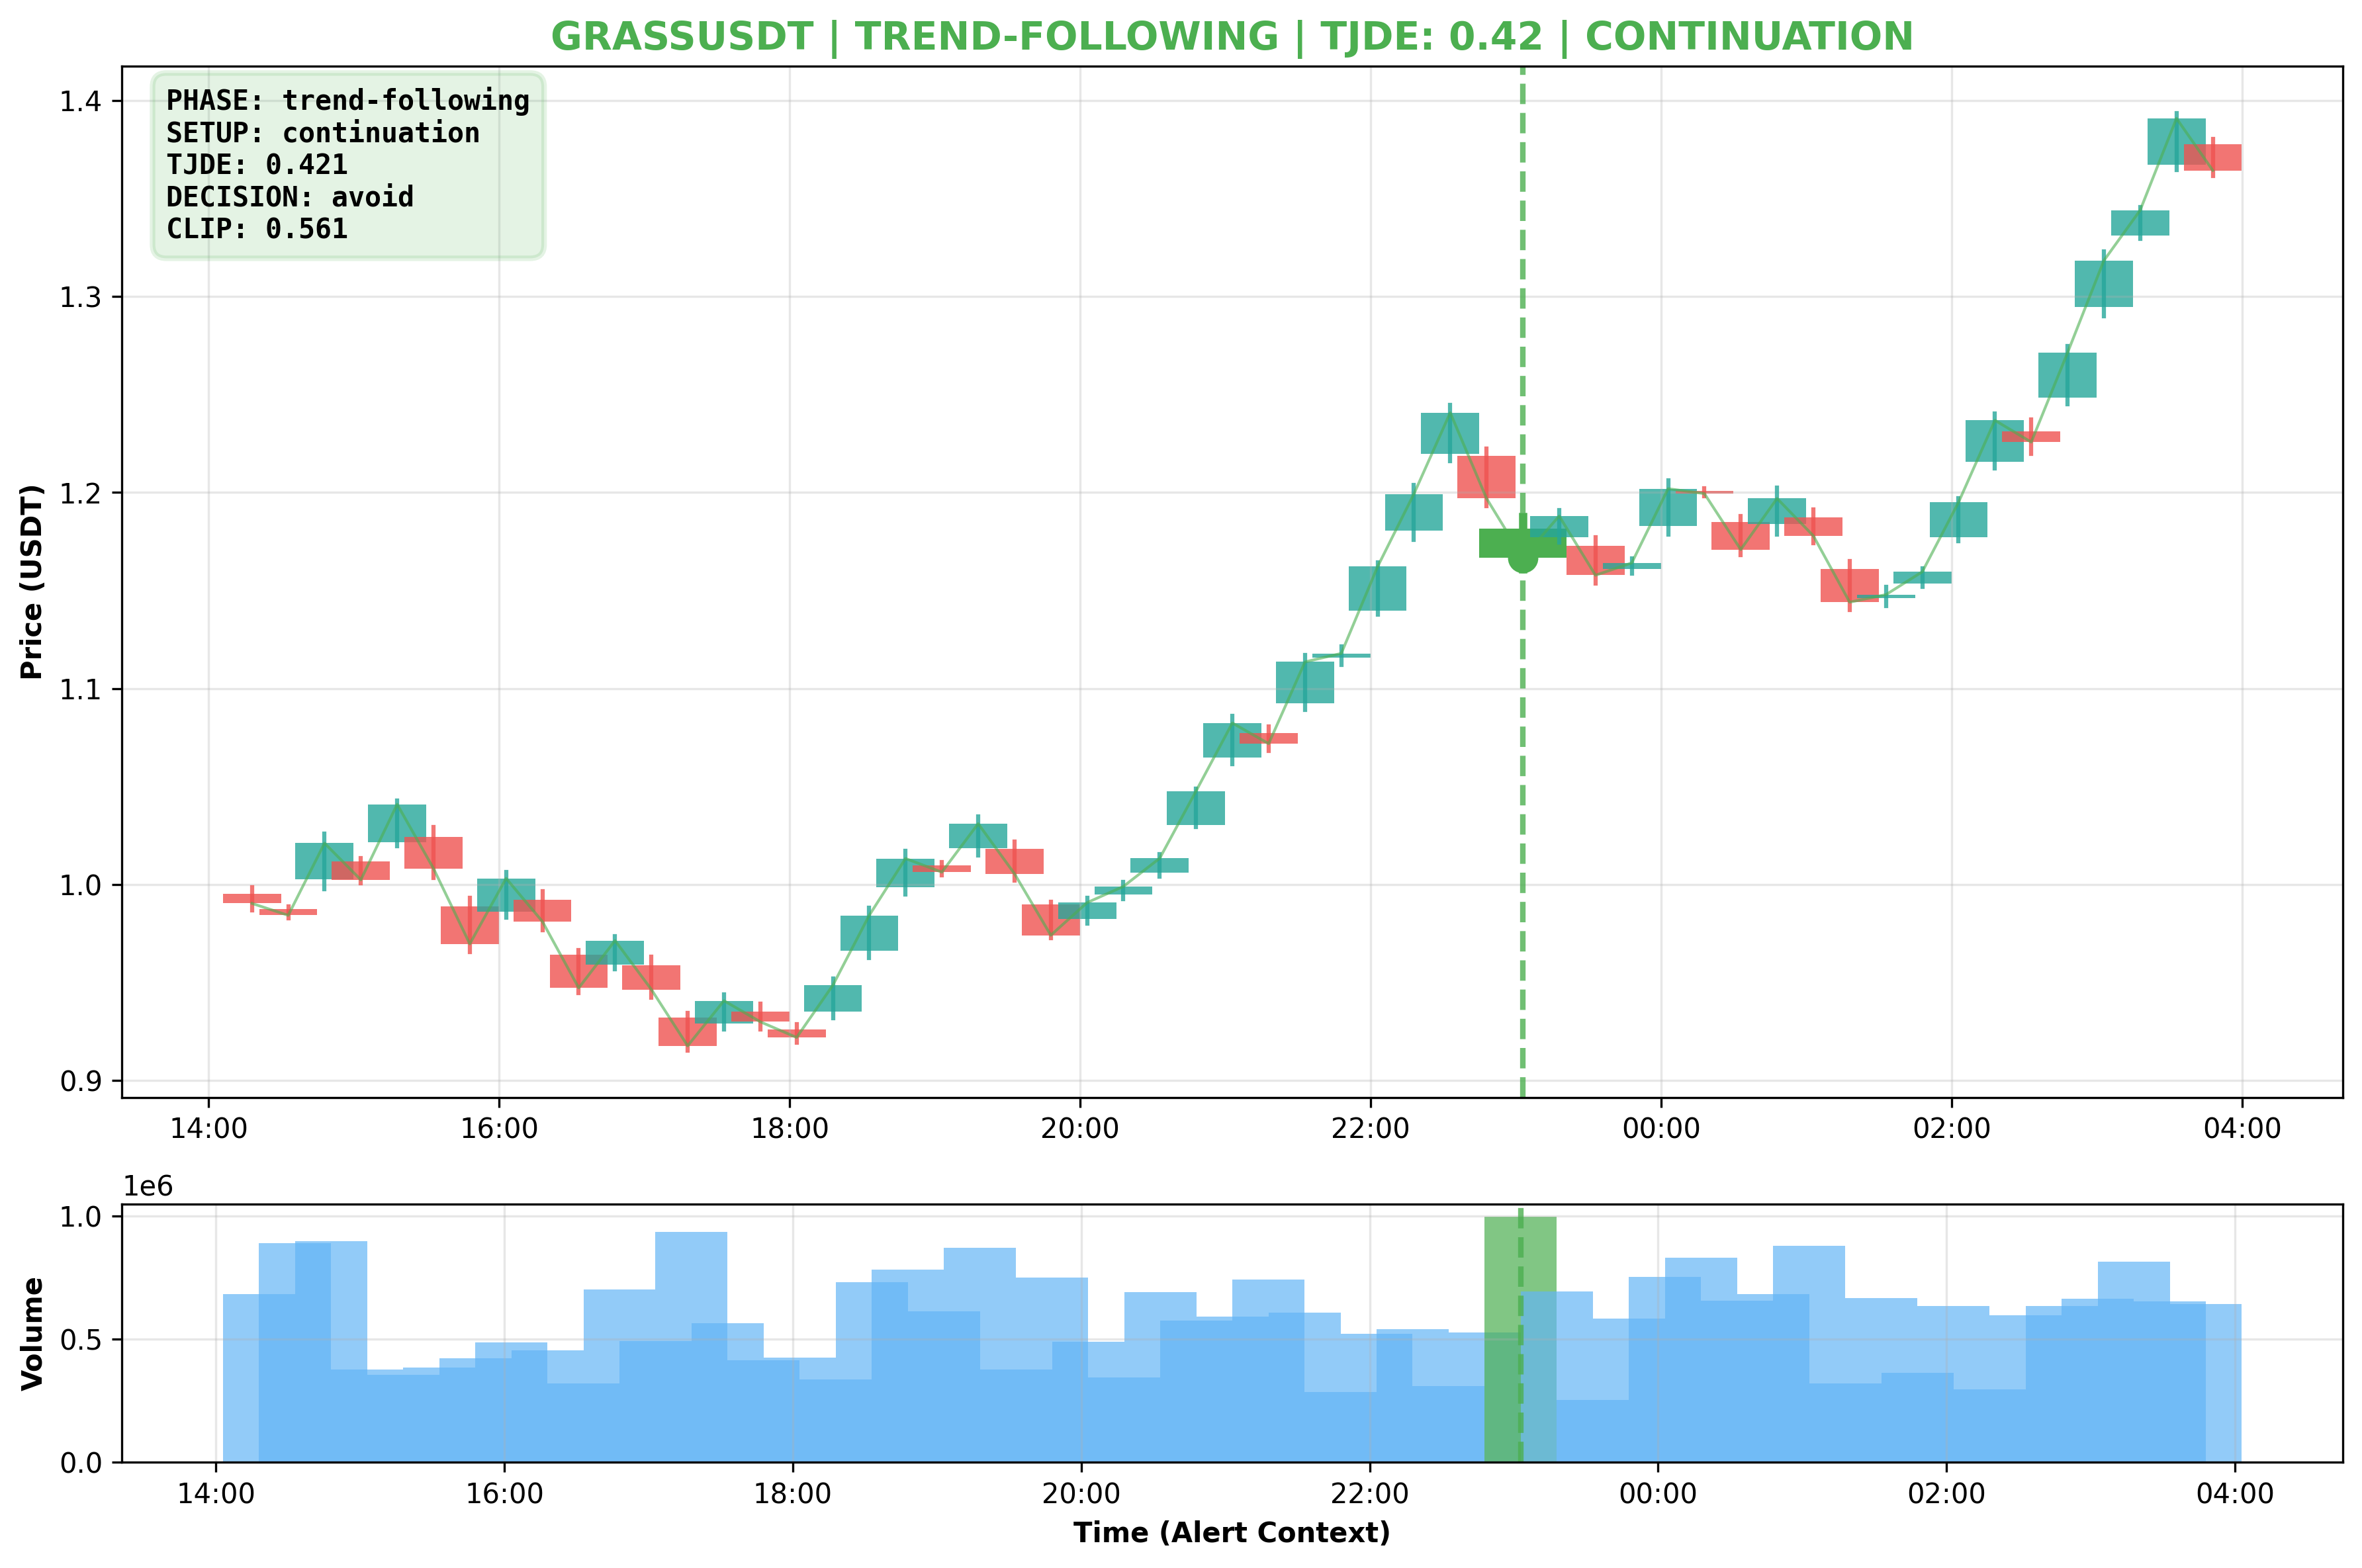 GRASSUSDT | TREND-FOLLOWING | TJDE: 0.42 | CONTINUATION
PHASE: trend-following
SETUP: continuation
TJDE: 0.421
DECISION: avoid
CLIP: 0.561
Price (USDT)
1.4
1.3
1.2
1.1
1.0
0.9
14:00 16:00 18:00 20:00 22:00 00:00 02:00 04:00
1e6
Volume
1.0
0.5
0.0
14:00 16:00 18:00 20:00 22:00 00:00 02:00 04:00
Time (Alert Context)